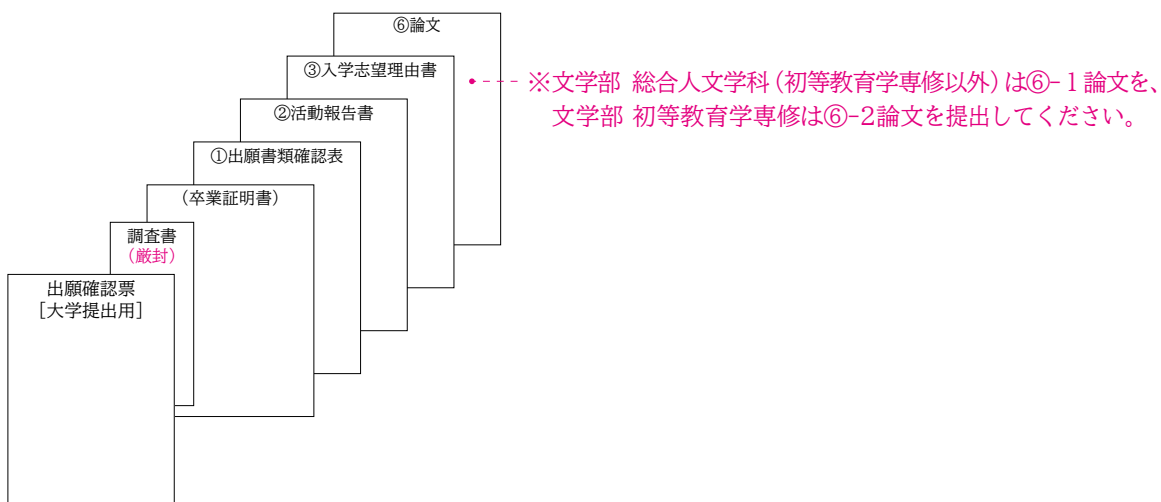 ⑥論文
③入学志望理由書
※文学部 総合人文学科(初等教育学専修以外)は⑥-1論文を、
文学部 初等教育学専修は⑥-2論文を提出してください。
②活動報告書
①出願書類確認表
(卒業証明書)
調査書
(厳封)
出願確認票
[大学提出用]